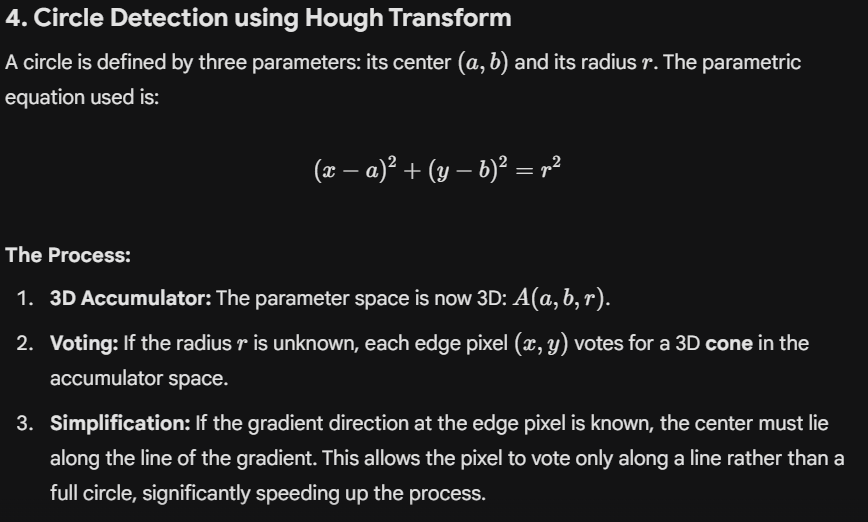 4. Circle Detection using Hough Transform
A circle is defined by three parameters: its center (a, b) and its radius r. The parametric
equation used is:
(x − a)² + (y − b)² = r²
The Process:
1. 3D Accumulator: The parameter space is now 3D: A(a, b, r).
2. Voting: If the radius r is unknown, each edge pixel (x, y) votes for a 3D cone in the
accumulator space.
3. Simplification: If the gradient direction at the edge pixel is known, the center must lie
along the line of the gradient. This allows the pixel to vote only along a line rather than a
full circle, significantly speeding up the process.